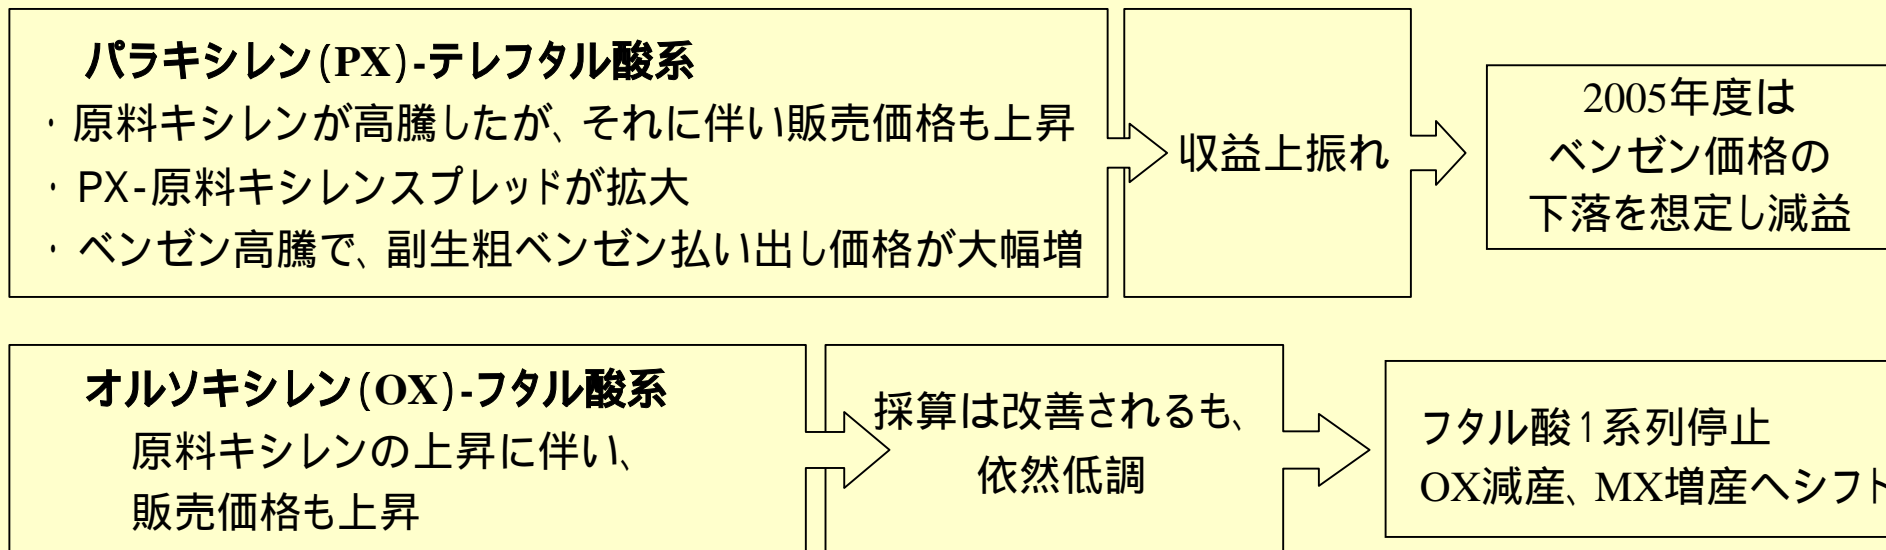 パラキシレン(PX)-テレフタル酸系
・原料キシレンが高騰したが、それに伴い販売価格も上昇
・PX-原料キシレンスプレッドが拡大
・ベンゼン高騰で、副生粗ベンゼン払い出し価格が大幅増
収益上振れ
2005年度は
ベンゼン価格の
下落を想定し減益
オルソキシレン(OX)-フタル酸系
原料キシレンの上昇に伴い、
販売価格も上昇
採算は改善されるも、
依然低調
フタル酸1系列停止
OX減産、MX増産へシフト